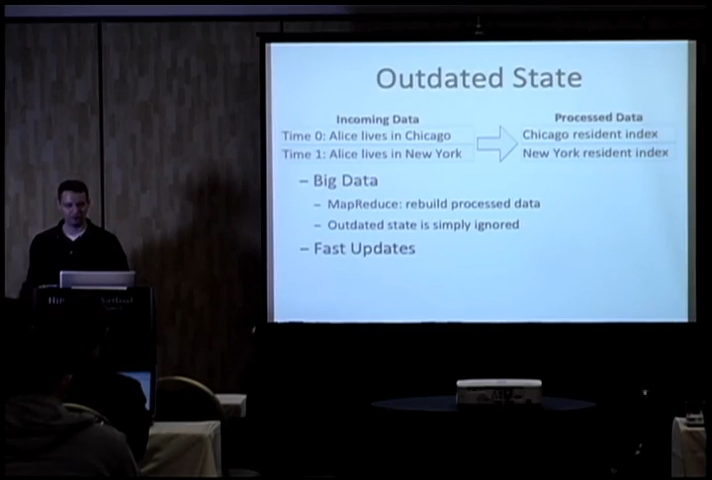 Outdated State
Incoming Data
Time 0: Alice lives in Chicago
Time 1: Alice lives in New York
Processed Data
Chicago resident index
New York resident index
– Big Data
– MapReduce: rebuild processed data
– Outdated state is simply ignored
– Fast Updates